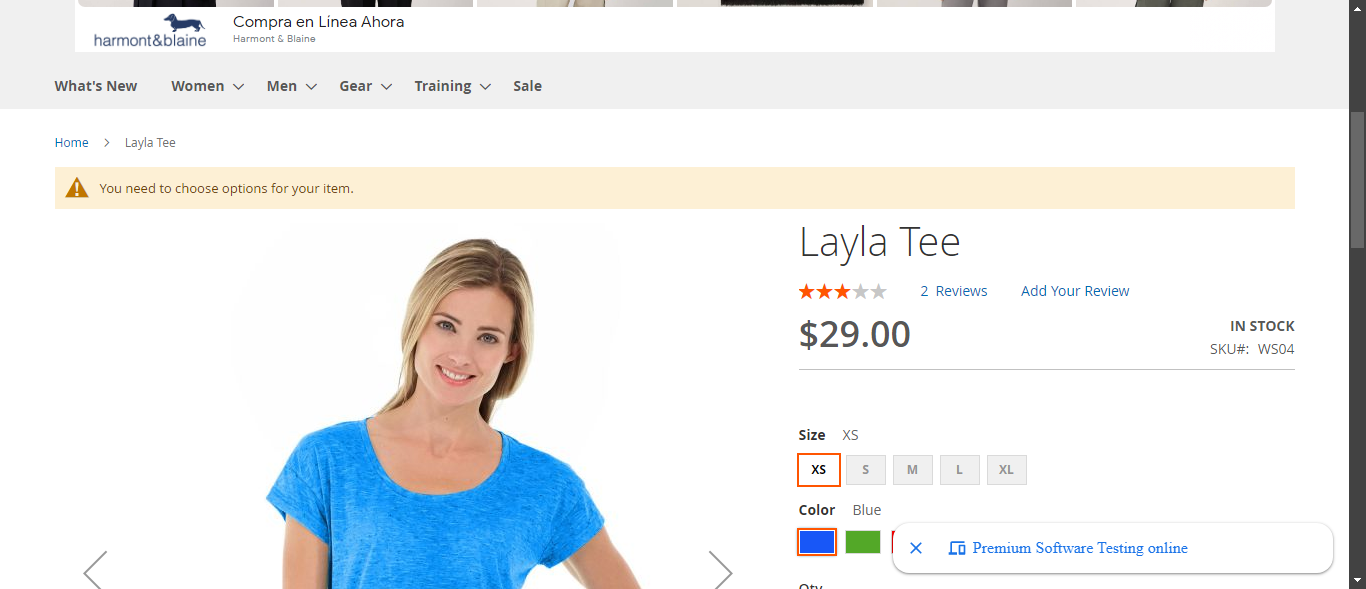 harmont&blaine
Compra en Línea Ahora
Harmont & Blaine
What's New Women Men Gear Training Sale
Home > Layla Tee
You need to choose options for your item.
Layla Tee
2 Reviews Add Your Review
$29.00
IN STOCK
SKU#: WS04
Size XS
XS S M L XL
Color Blue
Premium Software Testing online
Qty